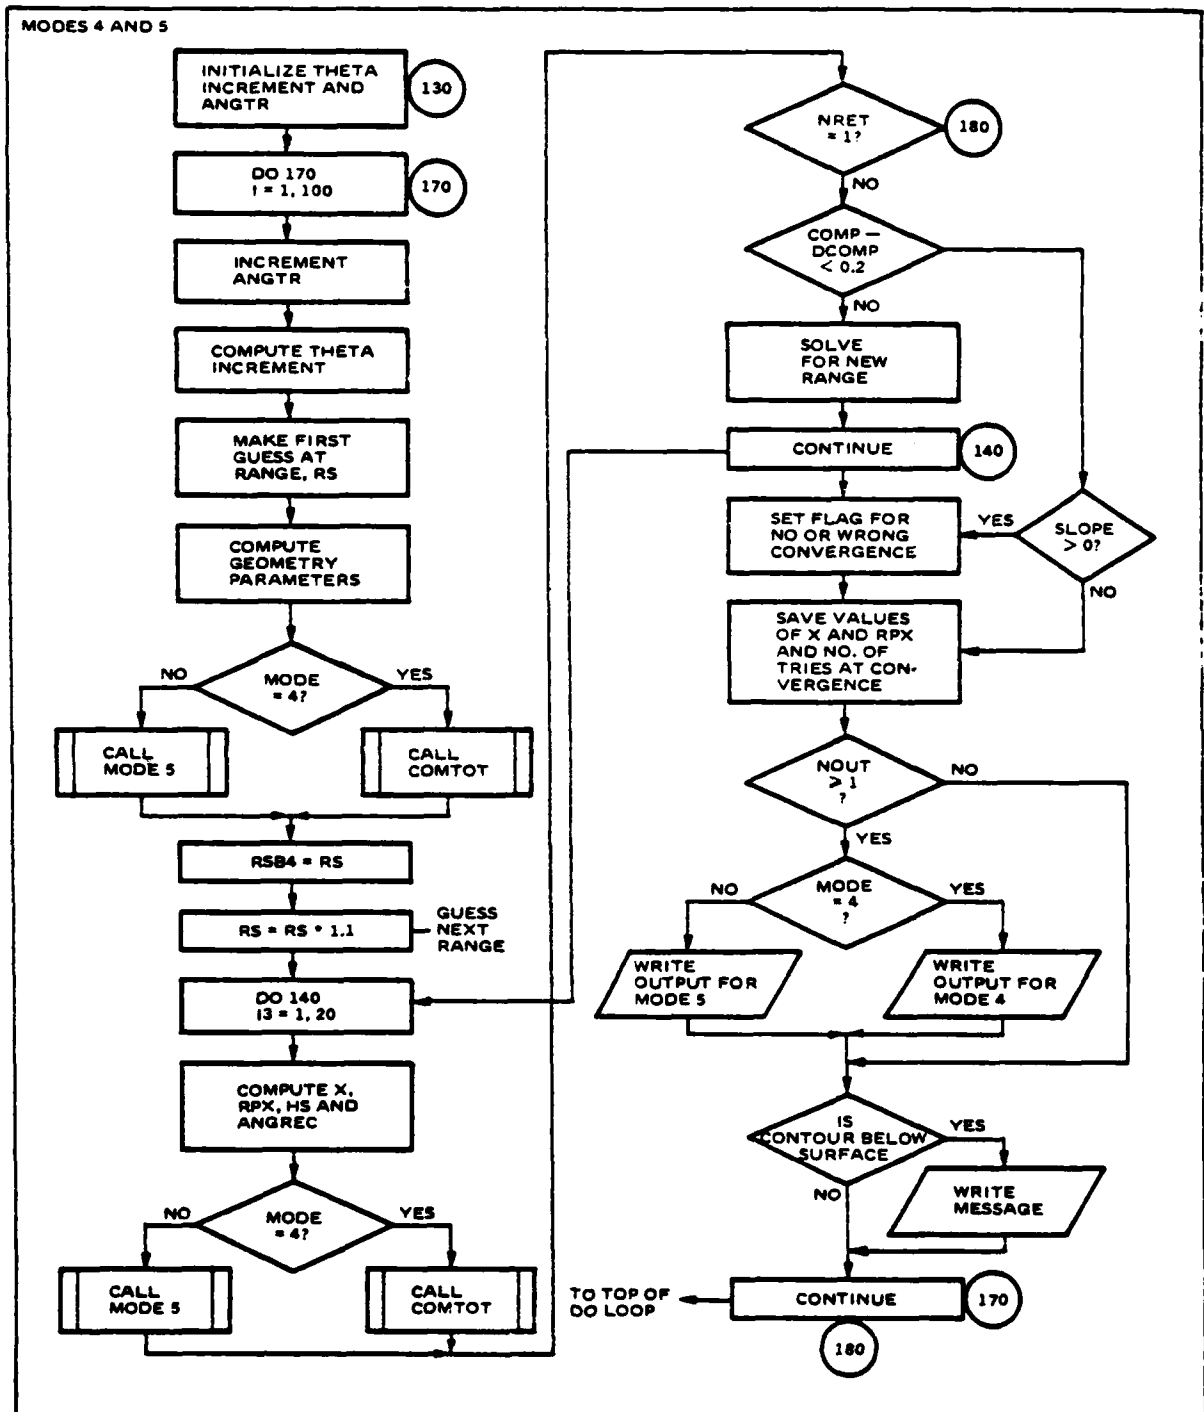 MODES 4 AND 5
INITIALIZE THETA
INCREMENT AND
ANGTR
130
DO 170
I = 1, 100
170
INCREMENT
ANGTR
COMPUTE THETA
INCREMENT
MAKE FIRST
GUESS AT
RANGE, RS
COMPUTE
GEOMETRY
PARAMETERS
NO
MODE
= 4?
YES
CALL
MODE 5
CALL
COMTOT
RSB4 = RS
RS = RS * 1.1
GUESS
NEXT
RANGE
DO 140
I3 = 1, 20
COMPUTE X,
RPX, HS AND
ANGREC
NO
MODE
= 4?
YES
CALL
MODE 5
CALL
COMTOT
NRET
= 1?
180
NO
COMP —
DCOMP
< 0.2
NO
SOLVE
FOR NEW
RANGE
CONTINUE
140
SET FLAG FOR
NO OR WRONG
CONVERGENCE
YES
SLOPE
> 0?
NO
SAVE VALUES
OF X AND RPX
AND NO. OF
TRIES AT CON-
VERGENCE
NOUT
> 1
?
NO
YES
NO
MODE
= 4
?
YES
WRITE
OUTPUT FOR
MODE 5
WRITE
OUTPUT FOR
MODE 4
IS
CONTOUR BELOW
SURFACE
YES
NO
WRITE
MESSAGE
TO TOP OF
DO LOOP
CONTINUE
170
180